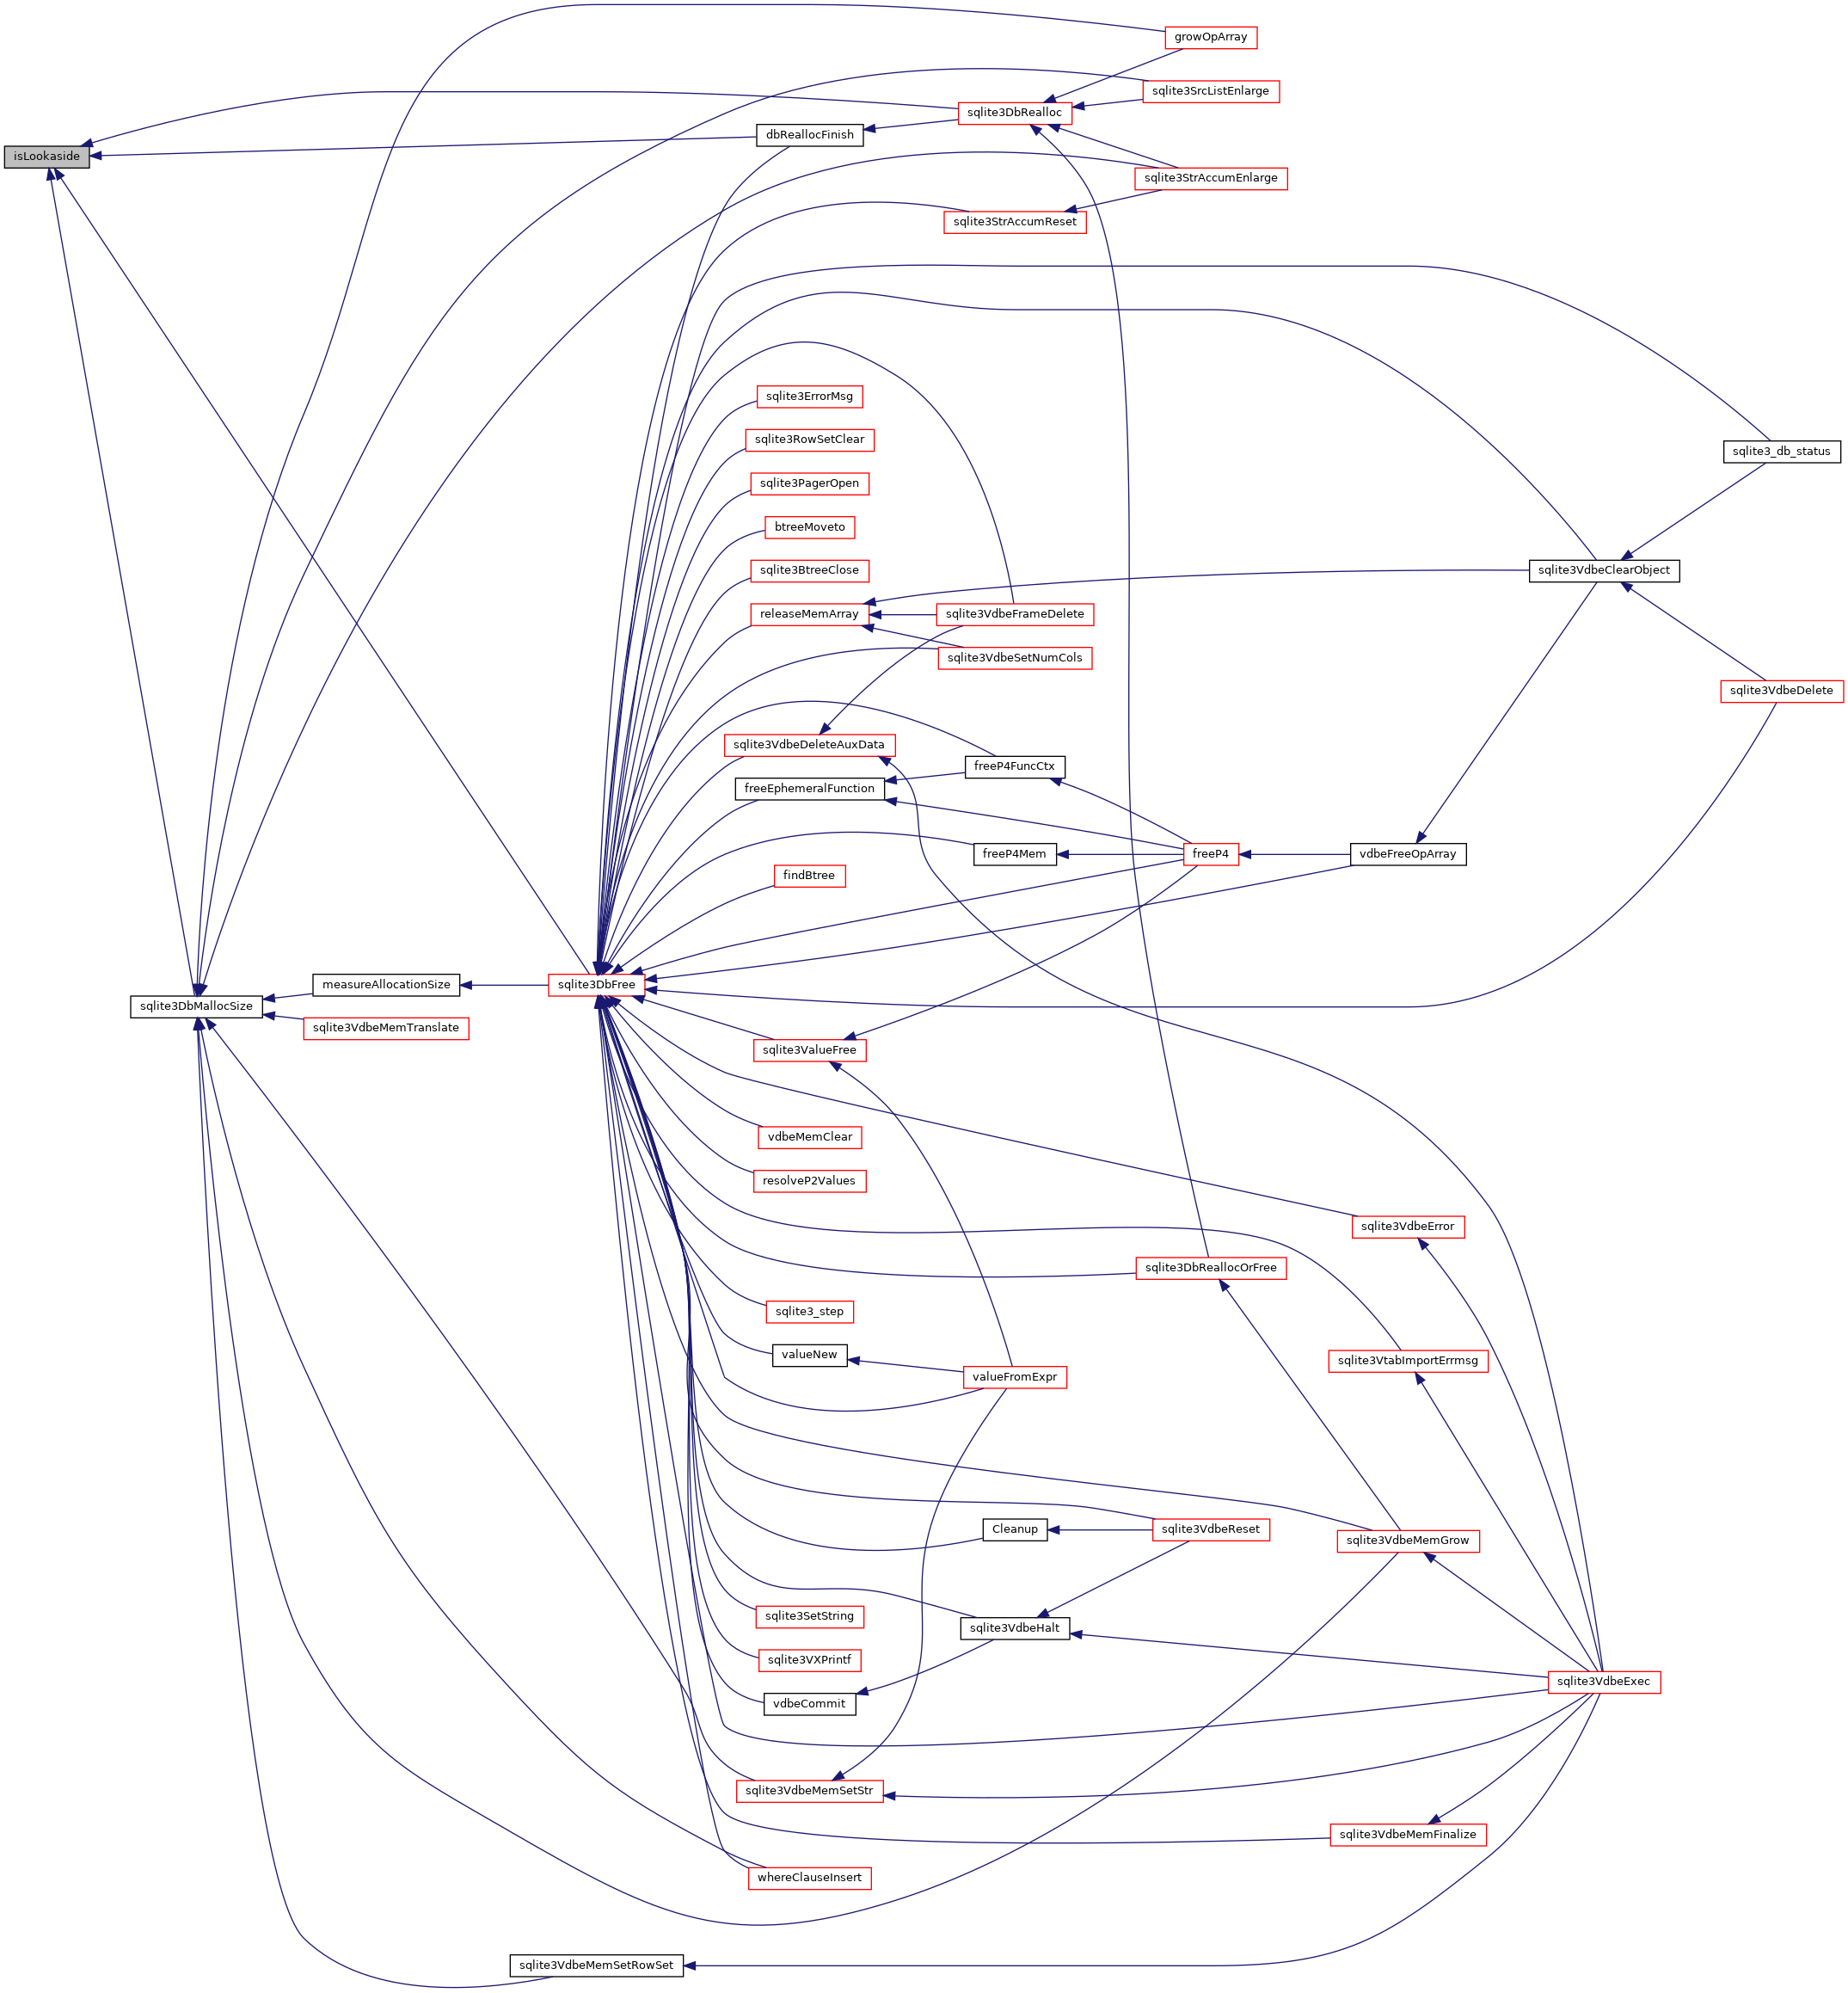 growOpArray
sqlite3SrcListEnlarge
sqlite3DbRealloc
dbReallocFinish
isLookaside
sqlite3StrAccumEnlarge
sqlite3StrAccumReset
sqlite3ErrorMsg
sqlite3RowSetClear
sqlite3_db_status
sqlite3PagerOpen
btreeMoveto
sqlite3BtreeClose
sqlite3VdbeClearObject
releaseMemArray
sqlite3VdbeFrameDelete
sqlite3VdbeSetNumCols
sqlite3VdbeDelete
sqlite3VdbeDeleteAuxData
freeP4FuncCtx
freeEphemeralFunction
freeP4Mem
freeP4
vdbeFreeOpArray
findBtree
measureAllocationSize
sqlite3DbFree
sqlite3DbMallocSize
sqlite3VdbeMemTranslate
sqlite3ValueFree
vdbeMemClear
resolveP2Values
sqlite3VdbeError
sqlite3DbReallocOrFree
sqlite3_step
valueNew
sqlite3VtabImportErrmsg
valueFromExpr
Cleanup
sqlite3VdbeReset
sqlite3VdbeMemGrow
sqlite3SetString
sqlite3VdbeHalt
sqlite3VXPrintf
sqlite3VdbeExec
vdbeCommit
sqlite3VdbeMemSetStr
sqlite3VdbeMemFinalize
whereClauseInsert
sqlite3VdbeMemSetRowSet